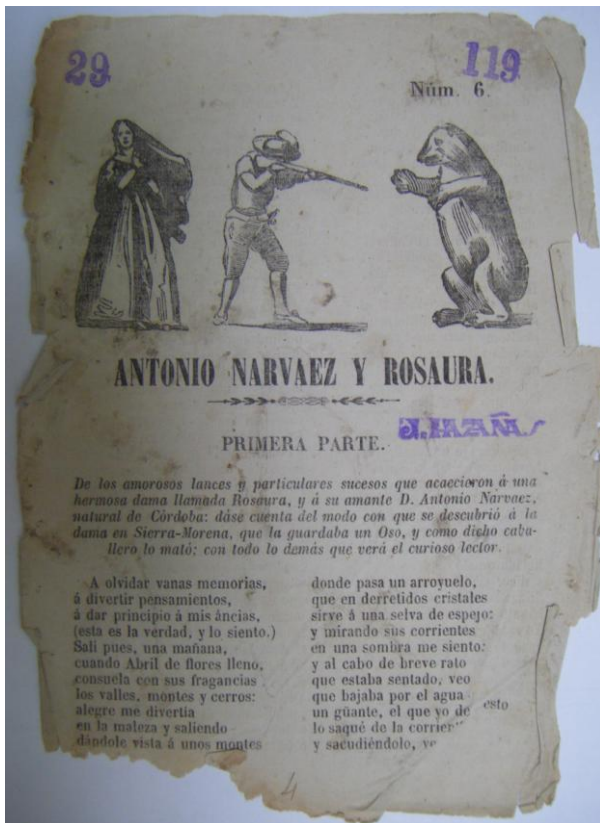 29
119
Núm. 6.
ANTONIO NARVAEZ Y ROSAURA.
PRIMERA PARTE.
De los amorosos lances y particulares sucesos que acaecieron á una
hermosa dama llamada Rosaura, y á su amante D. Antonio Narvaez,
natural de Córdoba: dáse cuenta del modo con que se descubrió á la
dama en Sierra-Morena, que la guardaba un Oso, y como dicho caba-
llero lo mató; con todo lo demás que verá el curioso lector.
A olvidar vanas memorias,
á divertir pensamientos,
á dar principio á mis áncias,
(esta es la verdad, y lo siento.)
Salí pues, una mañana,
cuando Abril de flores lleno,
consuela con sus fragancias
los valles, montes y cerros:
alegre me divertia
en la maleza y saliendo
dándole vista á unos montes
donde pasa un arroyuelo,
que en derretidos cristales
sirve á una selva de espejo:
y mirando sus corrientes
en una sombra me siento:
y al cabo de breve rato
que estaba sentado, veo
que bajaba por el agua
un güante, el que yo de esto
lo saqué de la
y sacudiéndolo,
4